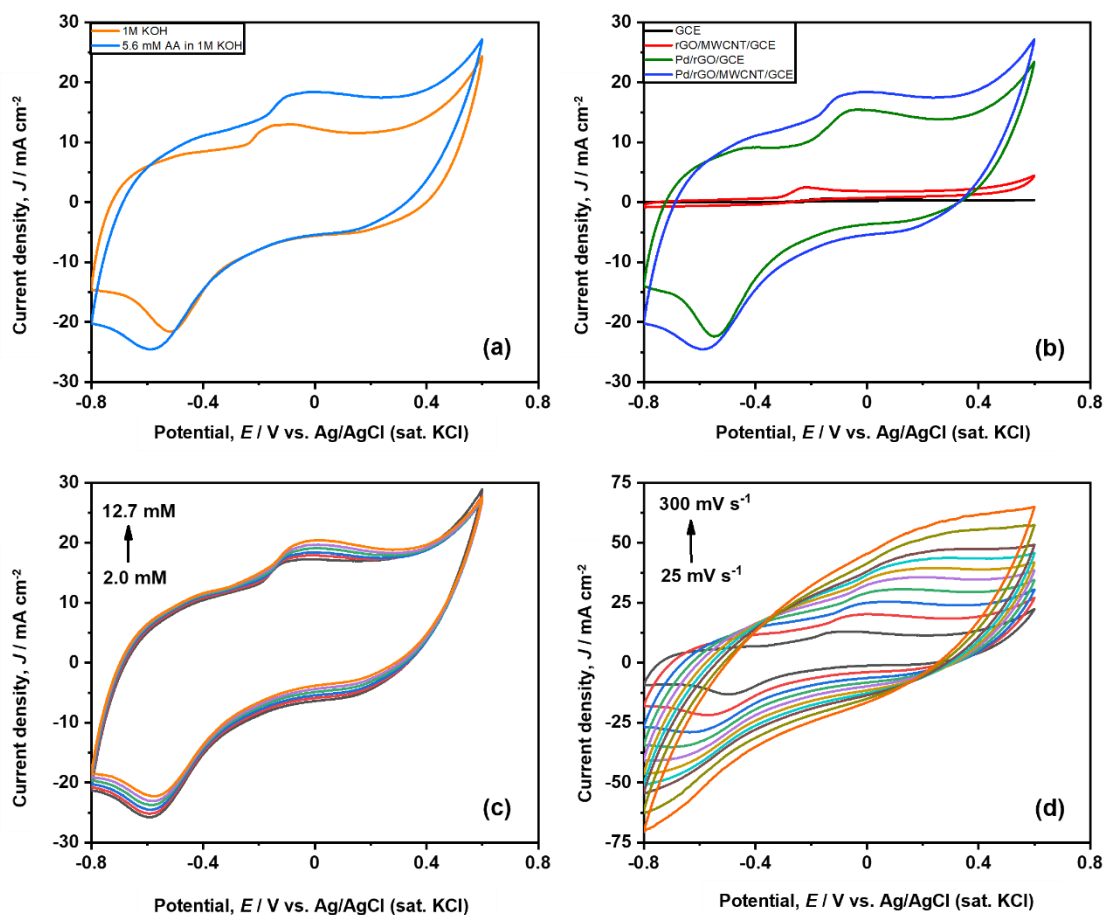 30
20
10
0
-10
-20
-30
-0.8
-0.4
0
0.4
0.8
Current density, J / mA cm-2
Potential, E / V vs. Ag/AgCl (sat. KCl)
1M KOH
5.6 mM AA in 1M KOH
(a)
30
20
10
0
-10
-20
-30
-0.8
-0.4
0
0.4
0.8
Current density, J / mA cm-2
Potential, E / V vs. Ag/AgCl (sat. KCl)
GCE
rGO/MWCNT/GCE
Pd/rGO/GCE
Pd/rGO/MWCNT/GCE
(b)
30
20
10
0
-10
-20
-30
-0.8
-0.4
0
0.4
0.8
Current density, J / mA cm-2
Potential, E / V vs. Ag/AgCl (sat. KCl)
12.7 mM
2.0 mM
(c)
75
50
25
0
-25
-50
-75
-0.8
-0.4
0
0.4
0.8
Current density, J / mA cm-2
Potential, E / V vs. Ag/AgCl (sat. KCl)
300 mV s-1
25 mV s-1
(d)